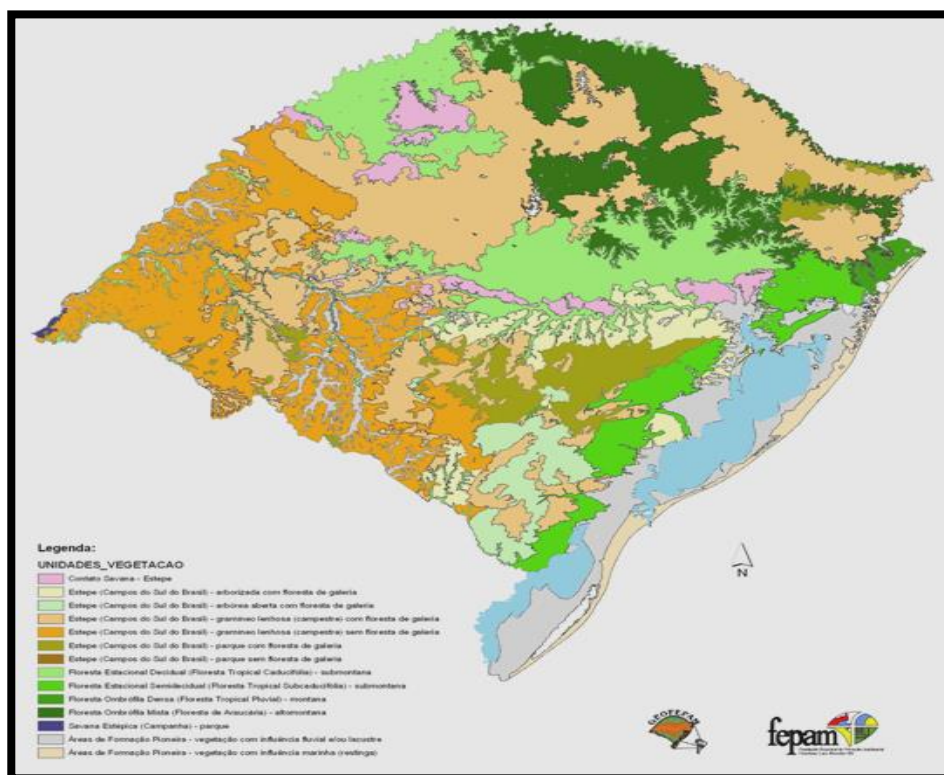 Legenda:
UNIDADES_VEGETACAO
Contato Savana - Estepe
Estepe (Campos do Sul do Brasil) - arborizada com floresta de galeria
Estepe (Campos do Sul do Brasil) - arbórea aberta com floresta de galeria
Estepe (Campos do Sul do Brasil) - gramíneo lenhosa (campestre) com floresta de galeria
Estepe (Campos do Sul do Brasil) - gramíneo lenhosa (campestre) sem floresta de galeria
Estepe (Campos do Sul do Brasil) - parque com floresta de galeria
Estepe (Campos do Sul do Brasil) - parque sem floresta de galeria
Floresta Estacional Decidual (Floresta Tropical Caducifólia) - submontana
Floresta Estacional Semidecidual (Floresta Tropical Subcaducifólia) - submontana
Floresta Ombrófila Densa (Floresta Tropical Pluvial) - montana
Floresta Ombrófila Mista (Floresta de Araucária) - altomontana
Savana Estépica (Campanha) - parque
Áreas de Formação Pioneira - vegetação com influência fluvial e/ou lacustre
Áreas de Formação Pioneira - vegetação com influência marinha (restinga)
N
GEOFEPAM
fepam